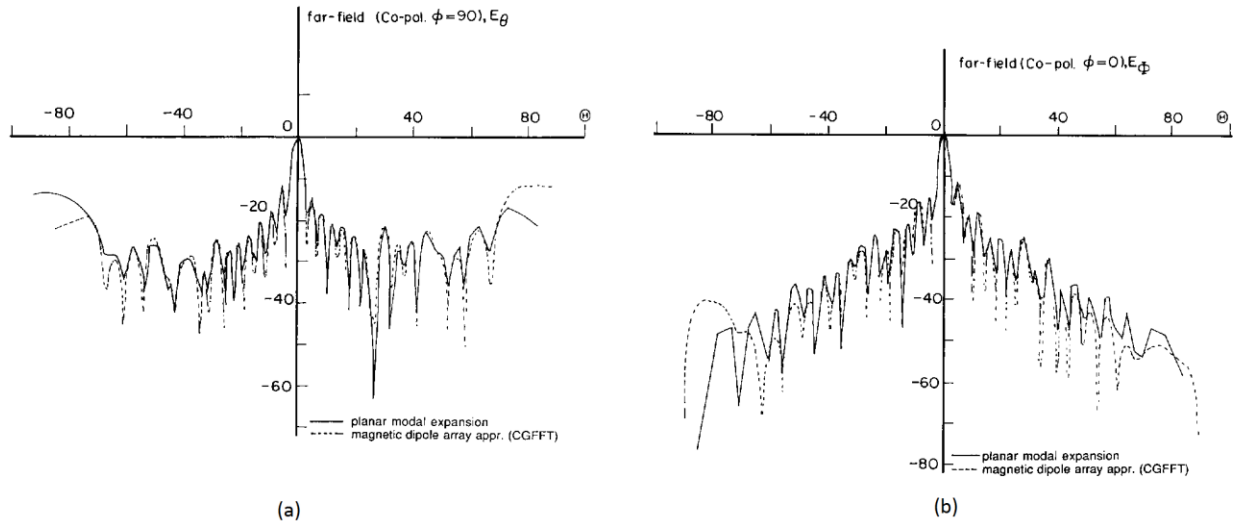 far-field (Co-pol. ϕ=90), E_θ
-80
-40
0
40
80
Θ
-20
-40
-60
planar modal expansion
magnetic dipole array appr. (CGFFT)
(a)
far-field (Co-pol. ϕ=0), E_Φ
-80
-40
0
40
80
Θ
-20
-40
-60
-80
planar modal expansion
magnetic dipole array appr. (CGFFT)
(b)